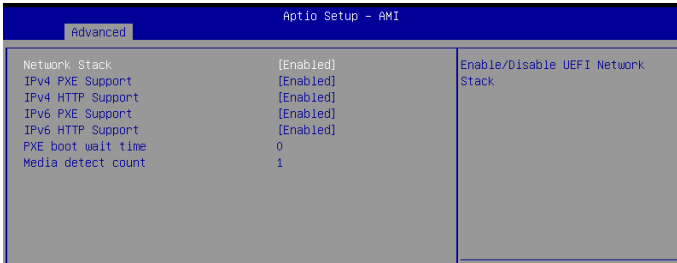 Aptio Setup – AMI
Advanced
Network Stack [Enabled] Enable/Disable UEFI Network
IPv4 PXE Support [Enabled] Stack
IPv4 HTTP Support [Enabled]
IPv6 PXE Support [Enabled]
IPv6 HTTP Support [Enabled]
PXE boot wait time 0
Media detect count 1